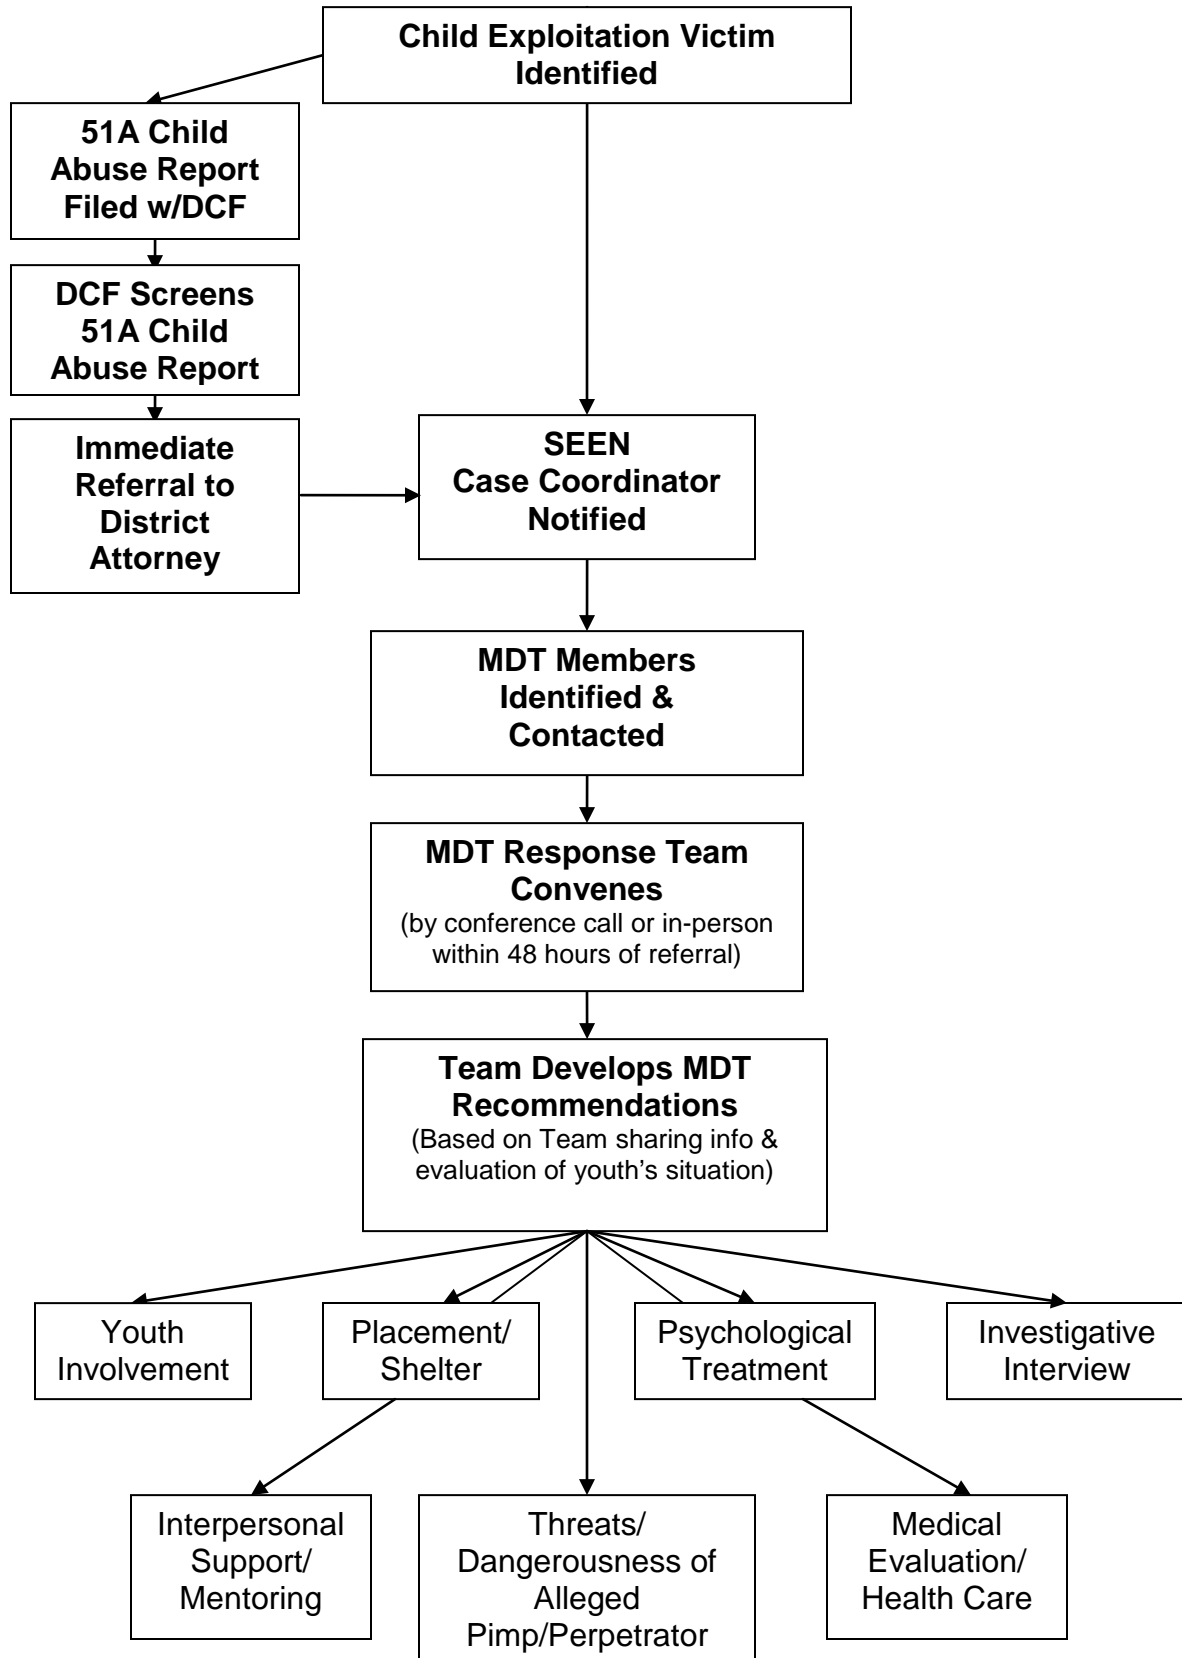 Child Exploitation Victim
Identified
51A Child
Abuse Report
Filed w/DCF
DCF Screens
51A Child
Abuse Report
Immediate
Referral to
District
Attorney
SEEN
Case Coordinator
Notified
MDT Members
Identified &
Contacted
MDT Response Team
Convenes
(by conference call or in-person
within 48 hours of referral)
Team Develops MDT
Recommendations
(Based on Team sharing info &
evaluation of youth’s situation)
Youth
Involvement
Placement/
Shelter
Psychological
Treatment
Investigative
Interview
Interpersonal
Support/
Mentoring
Threats/
Dangerousness of
Alleged
Pimp/Perpetrator
Medical
Evaluation/
Health Care